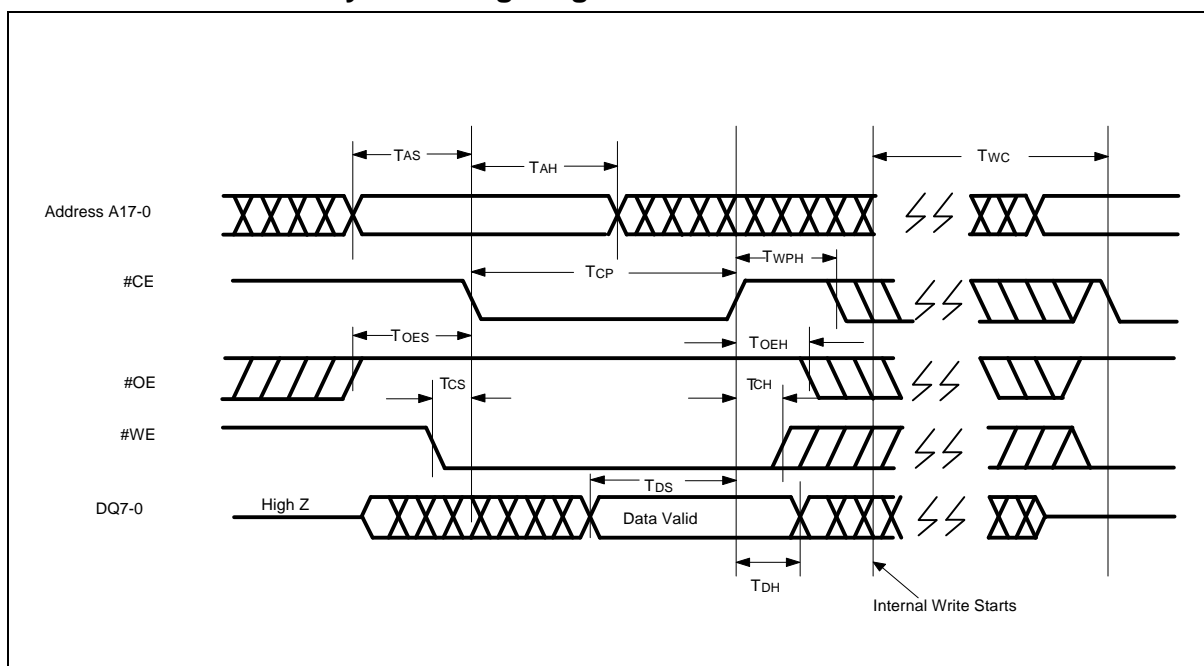 TAS
TAH
TWC
Address A17-0
TWPH
#CE
TCP
TOES
TOEH
#OE
TCS
TCH
#WE
TDS
DQ7-0
High Z
Data Valid
TDH
Internal Write Starts